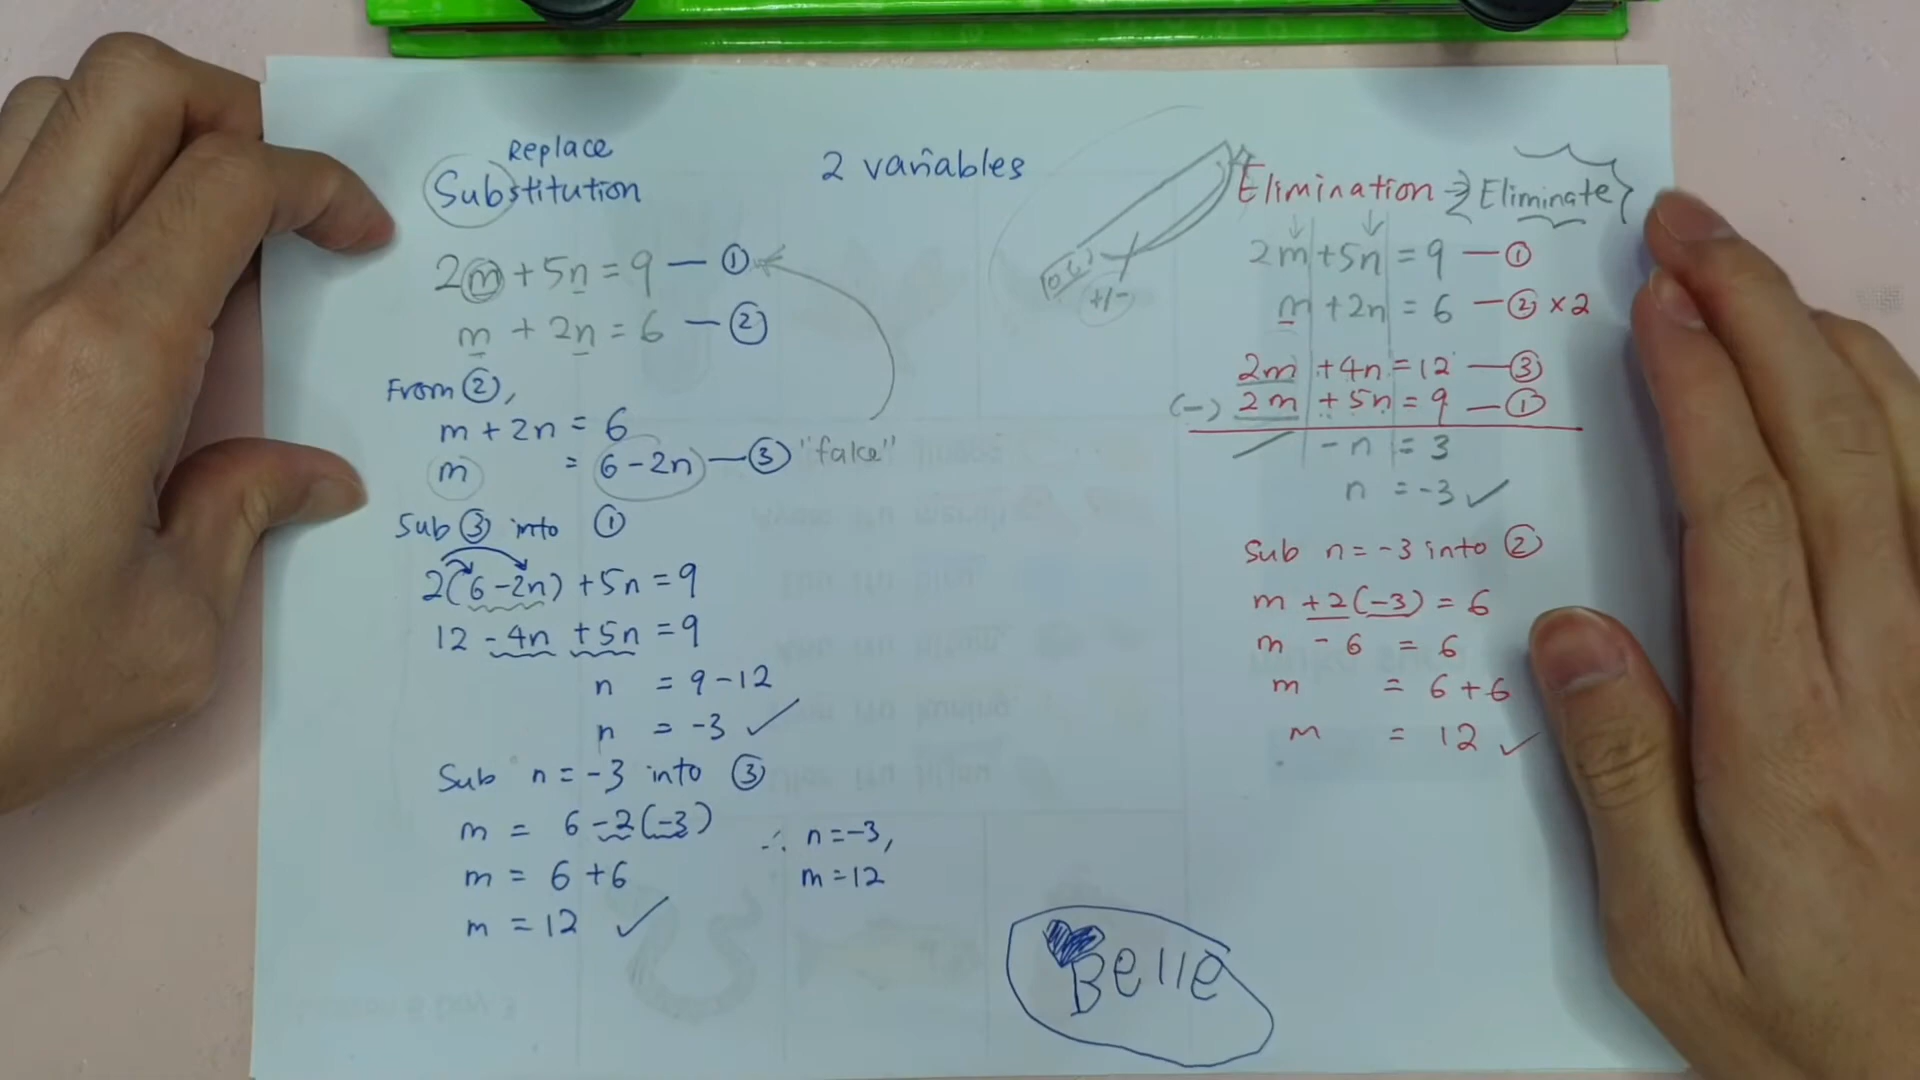 Replace
Substitution
2m + 5n = 9 — ①
m + 2n = 6 — ②
From ②,
m + 2n = 6
m = 6 - 2n — ③ "fake"
Sub ③ into ①
2(6 - 2n) + 5n = 9
12 - 4n + 5n = 9
n = 9 - 12
n = -3 ✓
Sub n = -3 into ③
m = 6 - 2(-3)
m = 6 + 6
m = 12 ✓
∴ n = -3,
m = 12
2 variables
+/-
Elimination → Eliminate
2m + 5n = 9 — ①
m + 2n = 6 — ② × 2
2m + 4n = 12 — ③
(-) 2m + 5n = 9 — ①
- n = 3
n = -3 ✓
Sub n = -3 into ②
m + 2(-3) = 6
m - 6 = 6
m = 6 + 6
m = 12 ✓
Belle